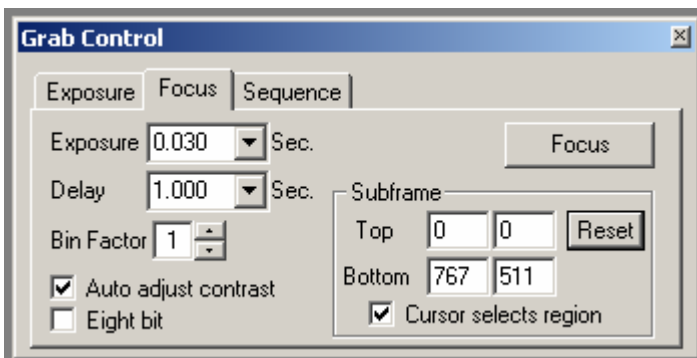 Grab Control
Exposure Focus Sequence
Exposure 0.030 Sec.
Focus
Delay 1.000 Sec.
Subframe
Top 0 0 Reset
Bin Factor 1
Bottom 767 511
Auto adjust contrast
Cursor selects region
Eight bit